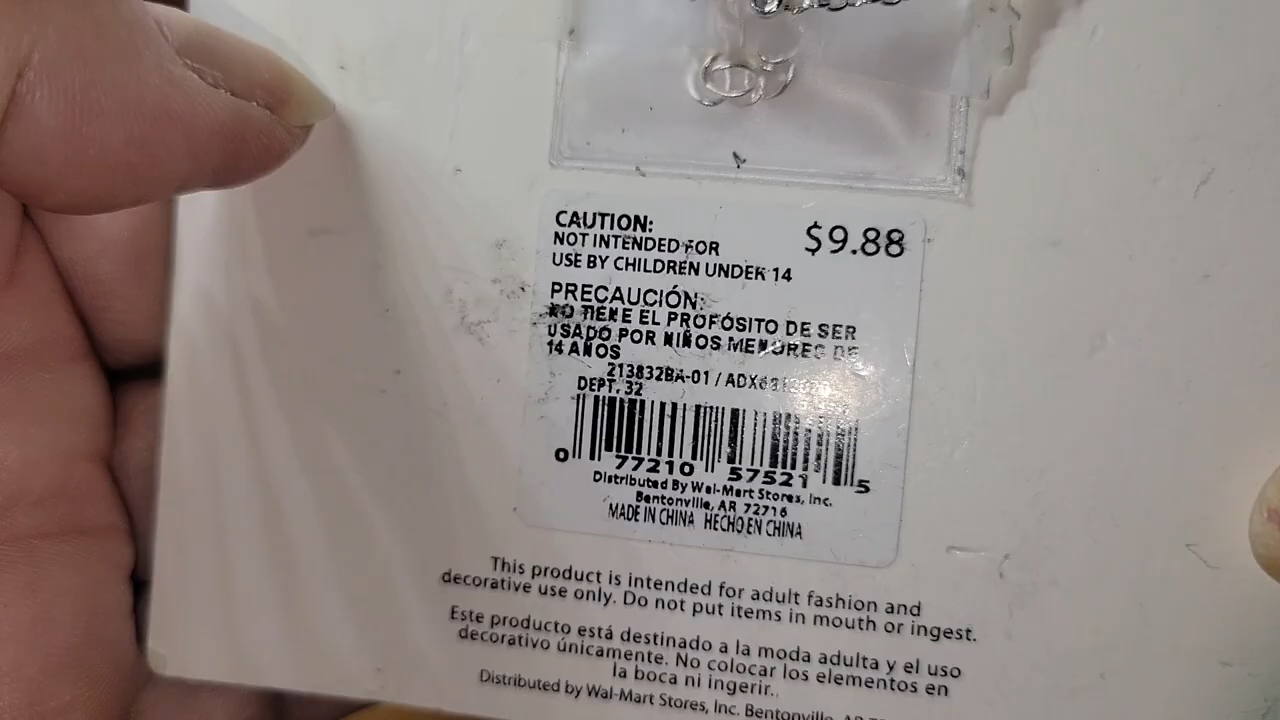 CAUTION:
$9.88
NOT INTENDED FOR
USE BY CHILDREN UNDER 14
PRECAUCIÓN:
NO TIENE EL PROFÓSITO DE SER
USADO POR NIÑOS MENORES DE
14 AÑOS
213832BA-01 /
DEPT. 32
0 77210 57521 5
Distributed By Wal-Mart Stores, Inc.
Bentonville, AR 72716
MADE IN CHINA HECHO EN CHINA
This product is intended for adult fashion and
decorative use only. Do not put items in mouth or ingest.
Este producto está destinado a la moda adulta y el uso
decorativo únicamente. No colocar los elementos en
la boca ni ingerir.
Distributed by Wal-Mart Stores, Inc. Bentonville,